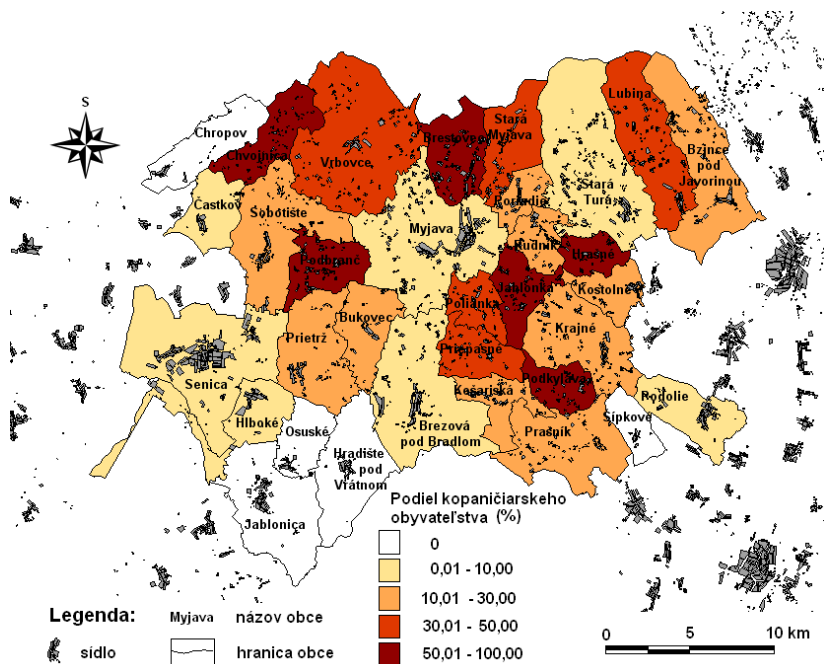 S
Chropov
Chvojnica
Vrbovce
Brestovec
Stará
Myjava
Lubina
Bzince
pod
Javorinou
Častkov
Sobotište
Myjava
Poriadie
Stará
Turá
Rudník
Podbranč
Hrašné
Jablonka
Kostolné
Polianka
Bukovec
Prietrž
Krajné
Priepasné
Senica
Podkylava
Košariská
Rudolie
Hlboké
Osuské
Brezová
pod Bradlom
Prašník
Šípkové
Hradište
pod
Vrátnom
Jablonica
Podiel kopaničiarskeho
obyvateľstva (%)
0
0,01 - 10,00
10,01 - 30,00
30,01 - 50,00
50,01 - 100,00
Legenda:
Myjava názov obce
sídlo
hranica obce
0 5 10 km